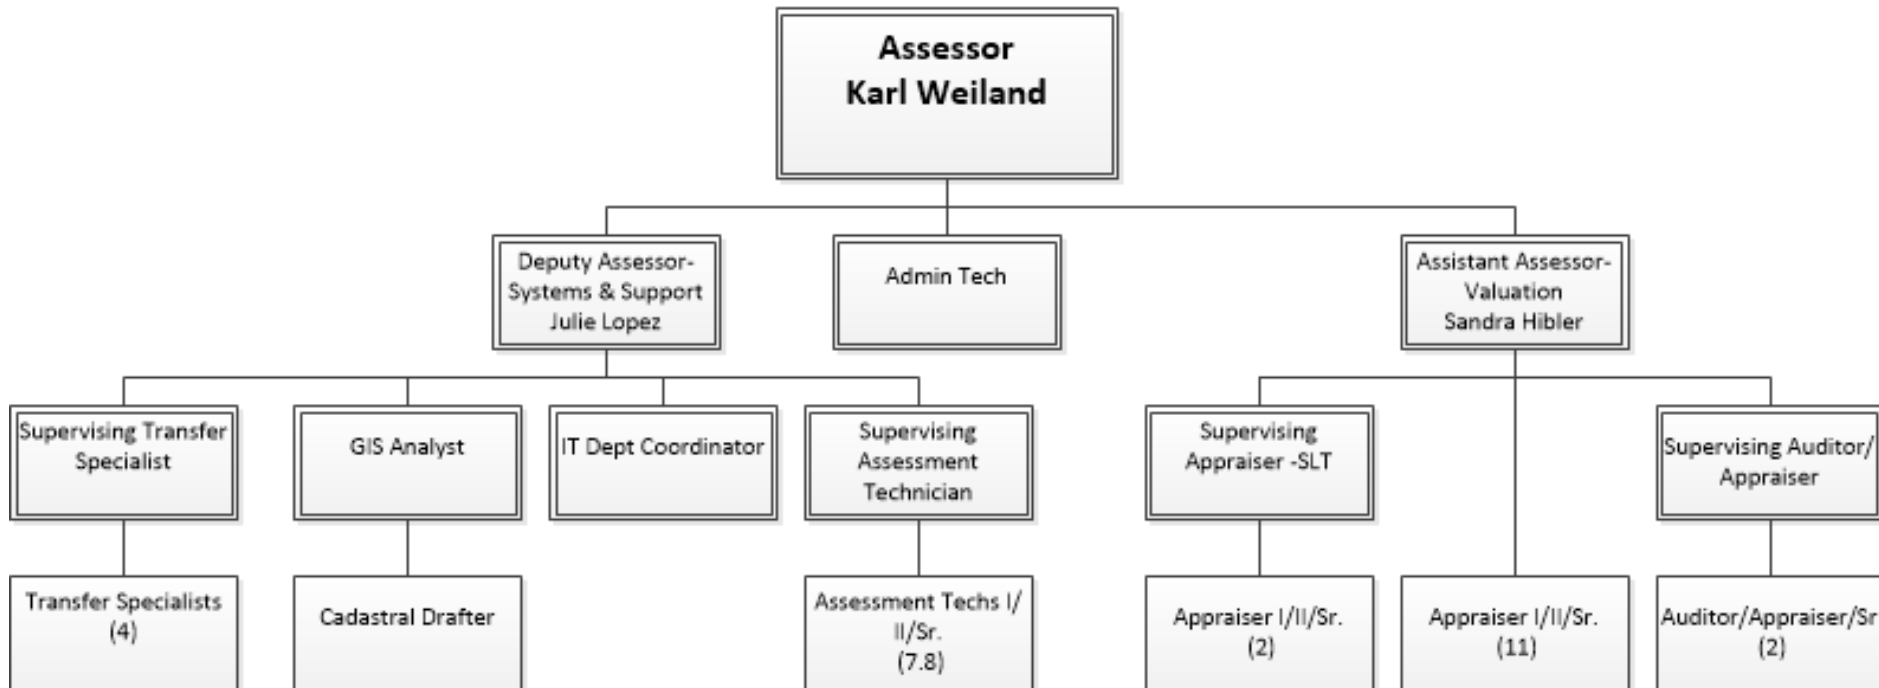 Assessor
Karl Weiland
Deputy Assessor-
Systems & Support
Julie Lopez
Admin Tech
Assistant Assessor-
Valuation
Sandra Hibler
Supervising Transfer
Specialist
GIS Analyst
IT Dept Coordinator
Supervising
Assessment
Technician
Supervising
Appraiser -SLT
Supervising Auditor/
Appraiser
Transfer Specialists
(4)
Cadastral Drafter
Assessment Techs I/
II/Sr.
(7.8)
Appraiser I/II/Sr.
(2)
Appraiser I/II/Sr.
(11)
Auditor/Appraiser/Sr
(2)